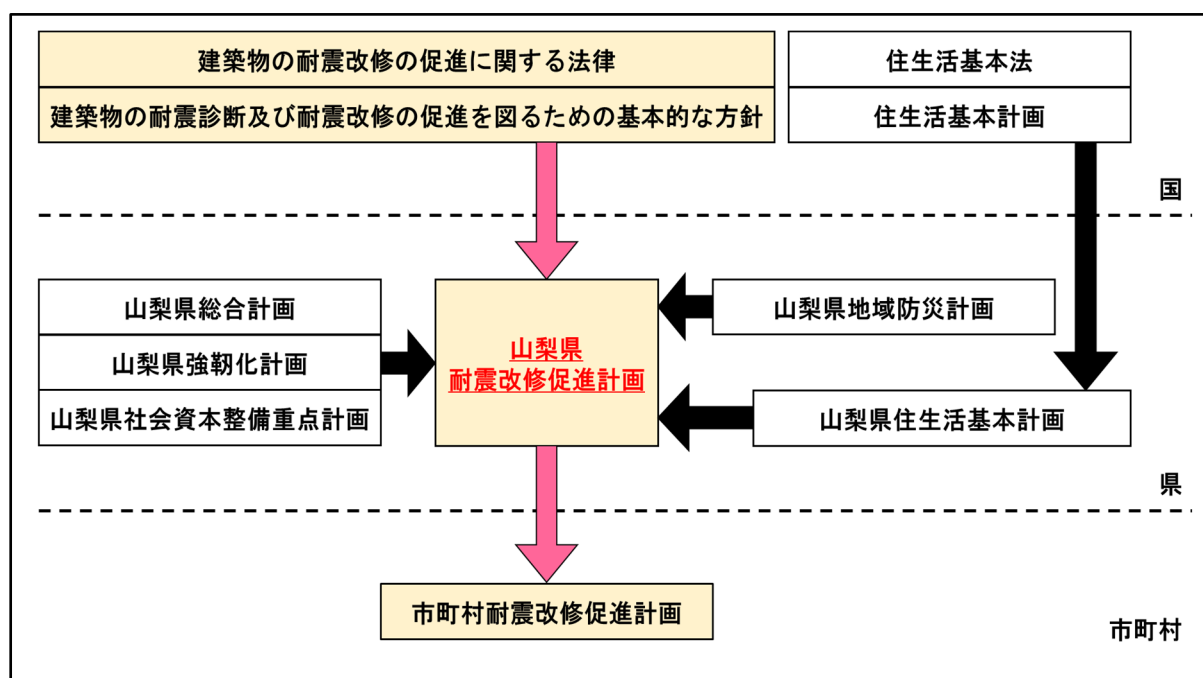 建築物の耐震改修の促進に関する法律
建築物の耐震診断及び耐震改修の促進を図るための基本的な方針
住生活基本法
住生活基本計画
国
山梨県総合計画
山梨県強靭化計画
山梨県社会資本整備重点計画
山梨県
耐震改修促進計画
山梨県地域防災計画
山梨県住生活基本計画
県
市町村耐震改修促進計画
市町村